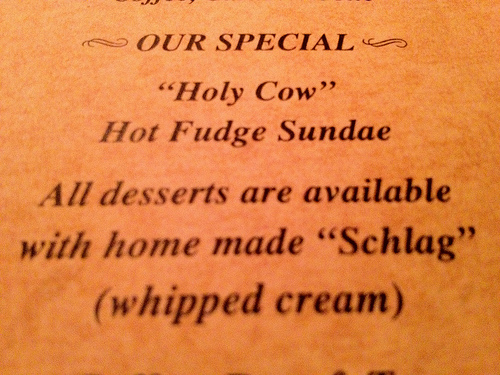 OUR SPECIAL
“Holy Cow”
Hot Fudge Sundae
All desserts are available
with home made “Schlag”
(whipped cream)